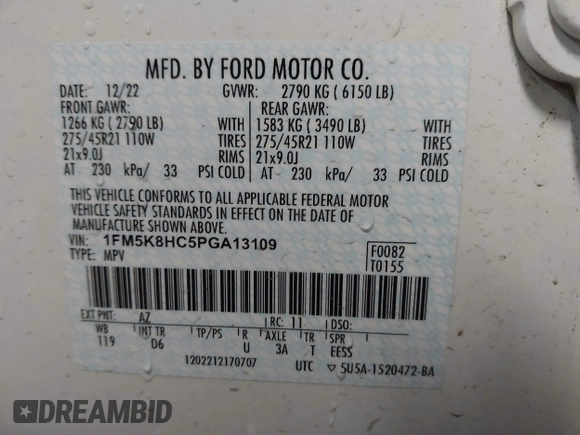 MFD. BY FORD MOTOR CO.
DATE: 12/22 GVWR: 2790 KG ( 6150 LB)
FRONT GAWR: REAR GAWR:
1266 KG ( 2790 LB) WITH 1583 KG ( 3490 LB) WITH
275/45R21 110W TIRES 275/45R21 110W TIRES
21x9.0J RIMS 21x9.0J RIMS
AT 230 kPa/ 33 PSI COLD AT 230 kPa/ 33 PSI COLD
THIS VEHICLE CONFORMS TO ALL APPLICABLE FEDERAL MOTOR
VEHICLE SAFETY STANDARDS IN EFFECT ON THE DATE OF
MANUFACTURE SHOWN ABOVE.
VIN: 1FM5K8HC5PGA13109 F0082
TYPE: MPV T0155
EXT PNT: AZ RC: 11 DSO:
WB INT TR TP/PS R AXLE TR SPR
119 D6 U 3A T EESS
1202212170707 UTC ▽ 5U5A-1520472-BA
DREAMBID